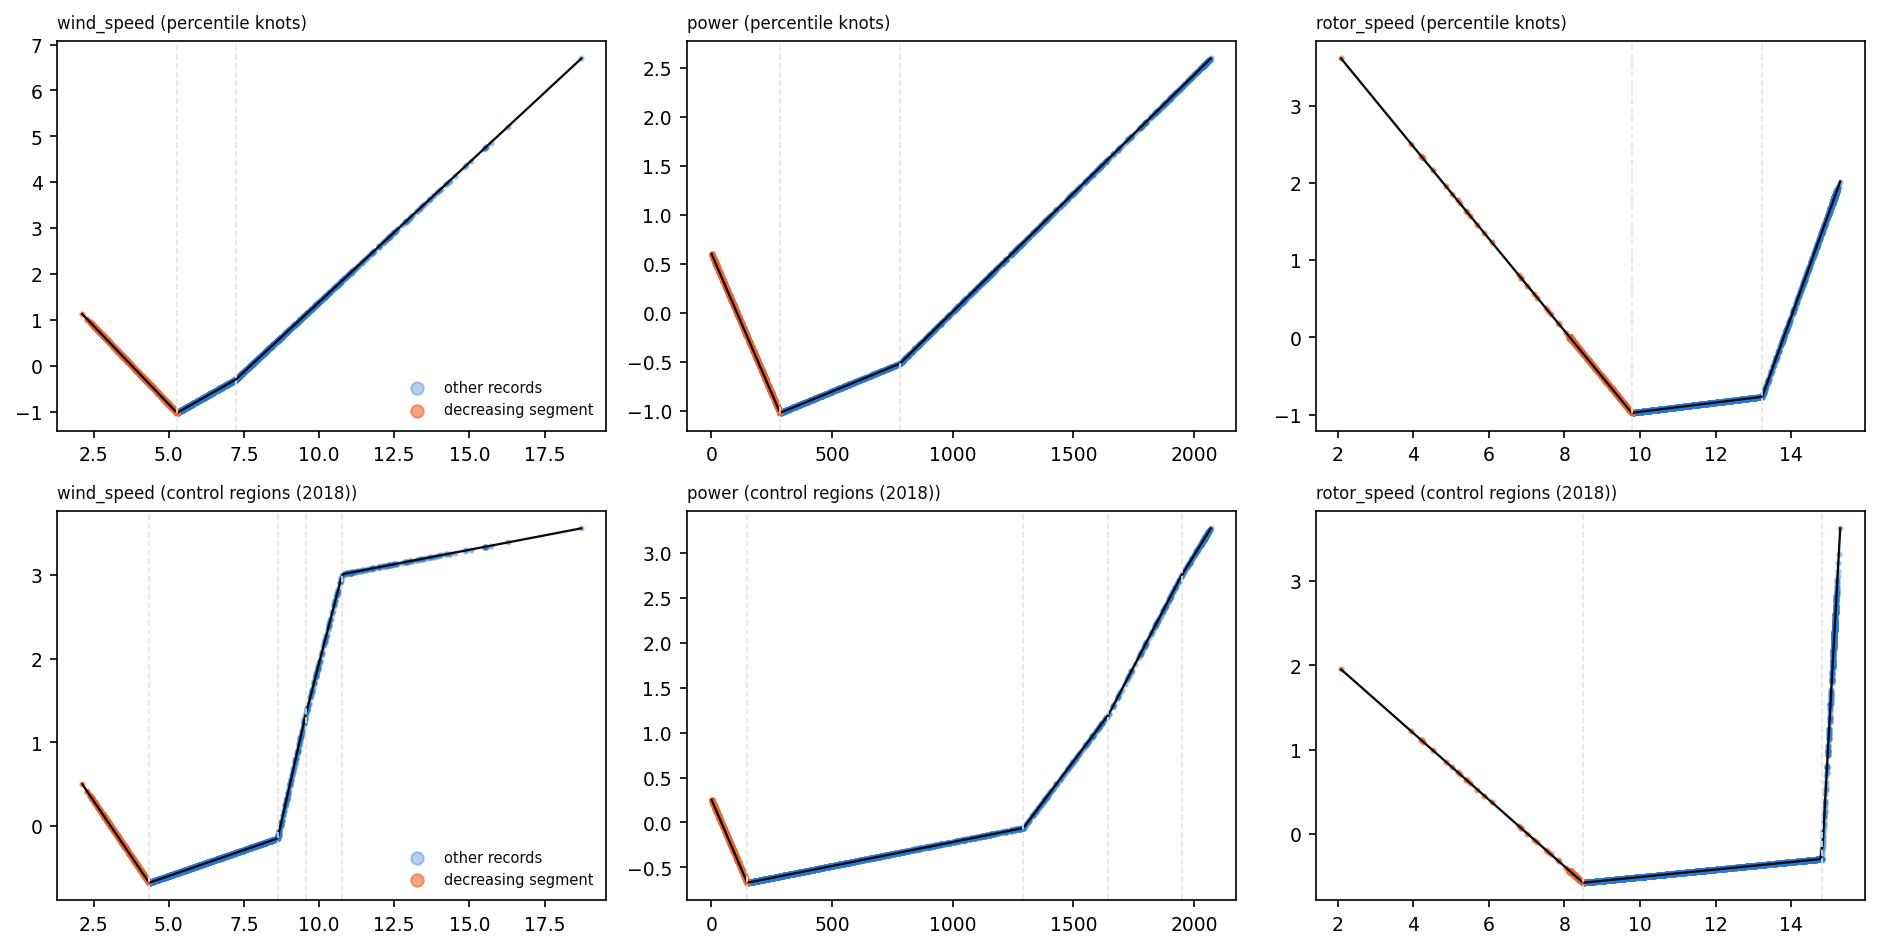 wind_speed (percentile knots)
7
6
5
4
3
2
1
0
−1
2.5 5.0 7.5 10.0 12.5 15.0 17.5
other records
decreasing segment
power (percentile knots)
2.5
2.0
1.5
1.0
0.5
0.0
−0.5
−1.0
0 500 1000 1500 2000
rotor_speed (percentile knots)
3
2
1
0
−1
2 4 6 8 10 12 14
wind_speed (control regions (2018))
3
2
1
0
2.5 5.0 7.5 10.0 12.5 15.0 17.5
other records
decreasing segment
power (control regions (2018))
3.0
2.5
2.0
1.5
1.0
0.5
0.0
−0.5
0 500 1000 1500 2000
rotor_speed (control regions (2018))
3
2
1
0
2 4 6 8 10 12 14